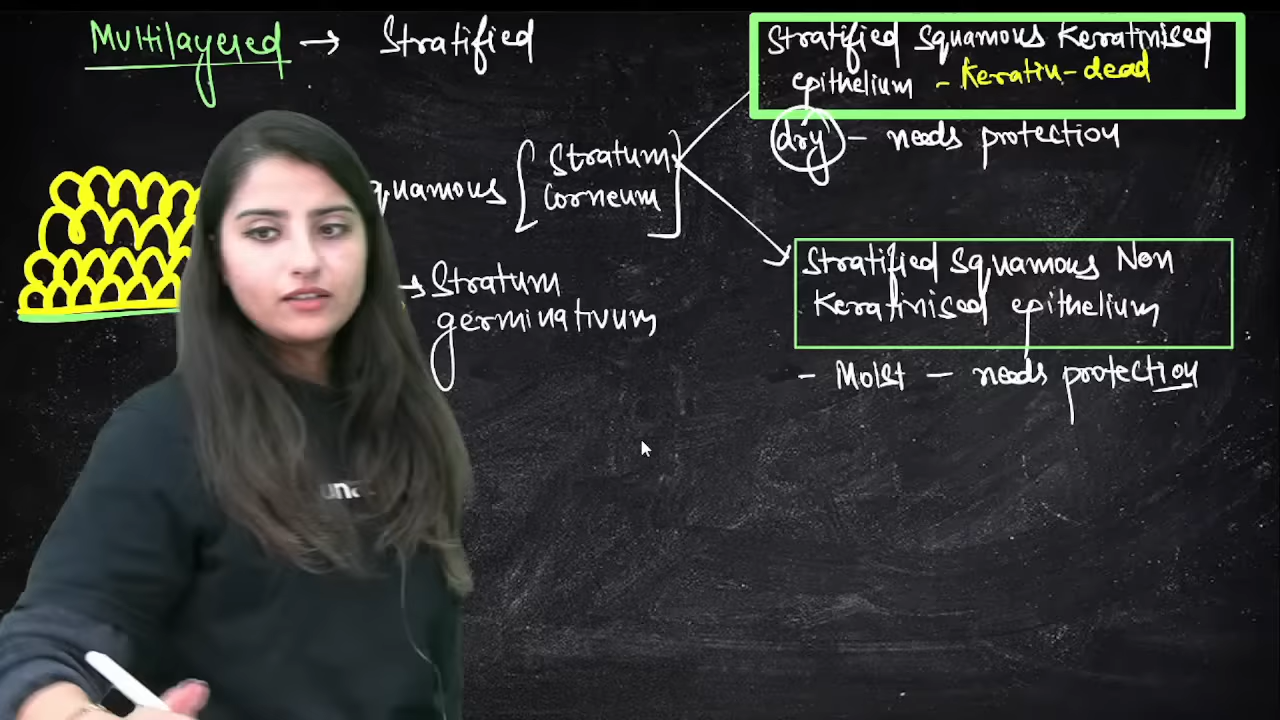 Multilayered → Stratified
Stratified Squamous Keratinised
epithelium - Keratin - dead
dry - needs protection
quamous [ Stratum
Corneum ]
→ Stratum
germinativum
Stratified Squamous Non
Keratinised epithelium
- Moist - needs protection
una